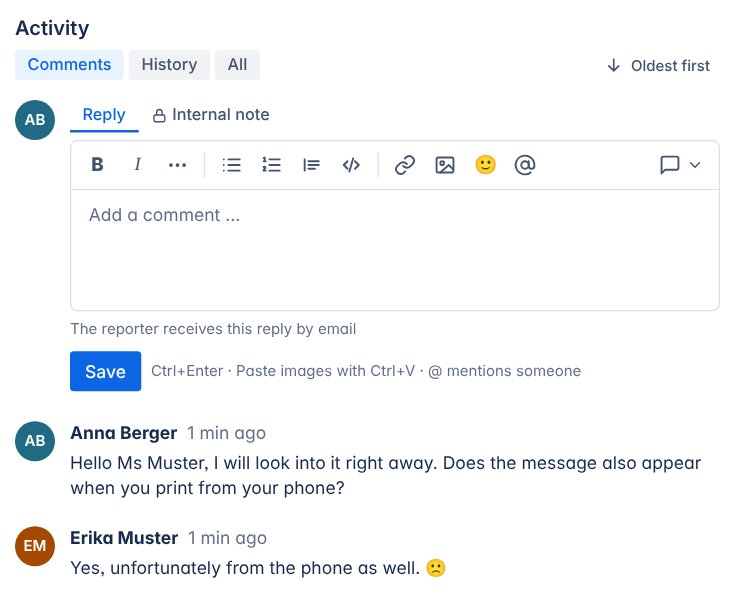 Activity
Comments History All Oldest first
AB Reply Internal note
B I
Add a comment ...
The reporter receives this reply by email
Save Ctrl+Enter · Paste images with Ctrl+V · @ mentions someone
AB Anna Berger 1 min ago
Hello Ms Muster, I will look into it right away. Does the message also appear
when you print from your phone?
EM Erika Muster 1 min ago
Yes, unfortunately from the phone as well. 🙁